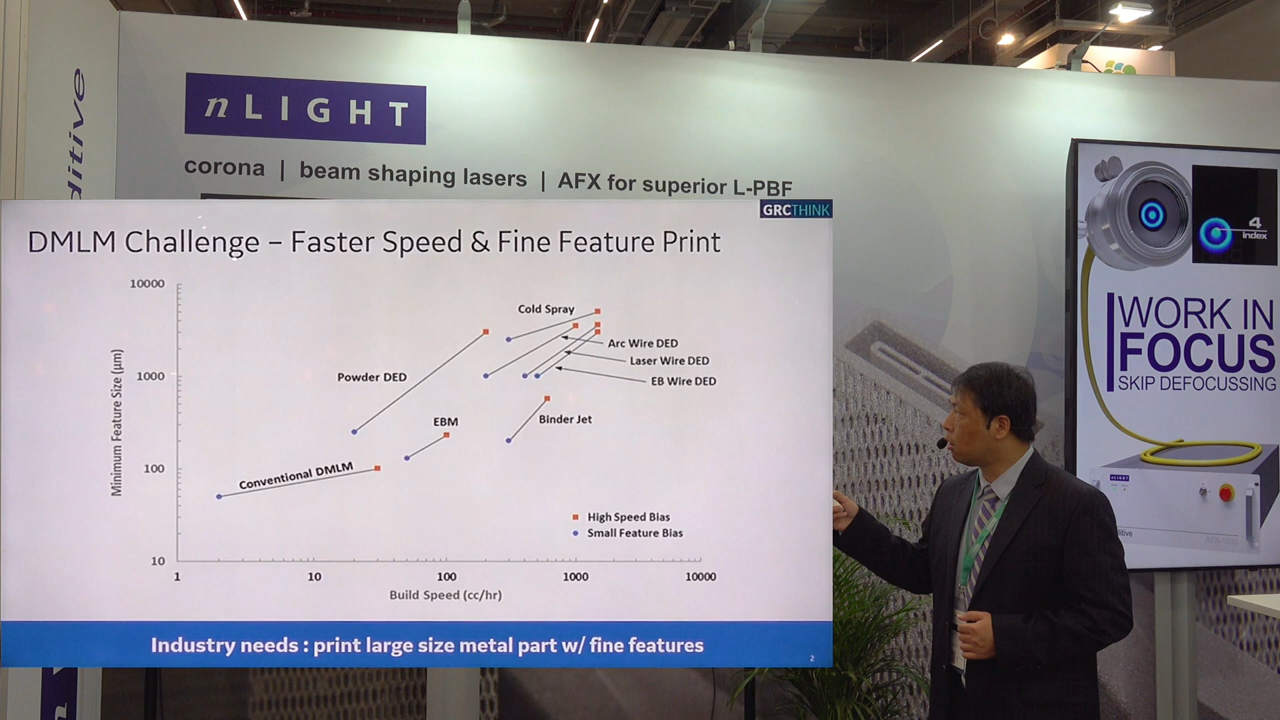 ditive
nLIGHT
corona | beam shaping lasers | AFX for superior L-PBF
GRCTHINK
DMLM Challenge – Faster Speed & Fine Feature Print
10000
1000
100
10
Minimum Feature Size (µm)
Cold Spray
Arc Wire DED
Laser Wire DED
EB Wire DED
Powder DED
EBM
Binder Jet
Conventional DMLM
High Speed Bias
Small Feature Bias
1 10 100 1000 10000
Build Speed (cc/hr)
Industry needs : print large size metal part w/ fine features
2
4
index
WORK IN
FOCUS
SKIP DEFOCUSSING
nLIGHT